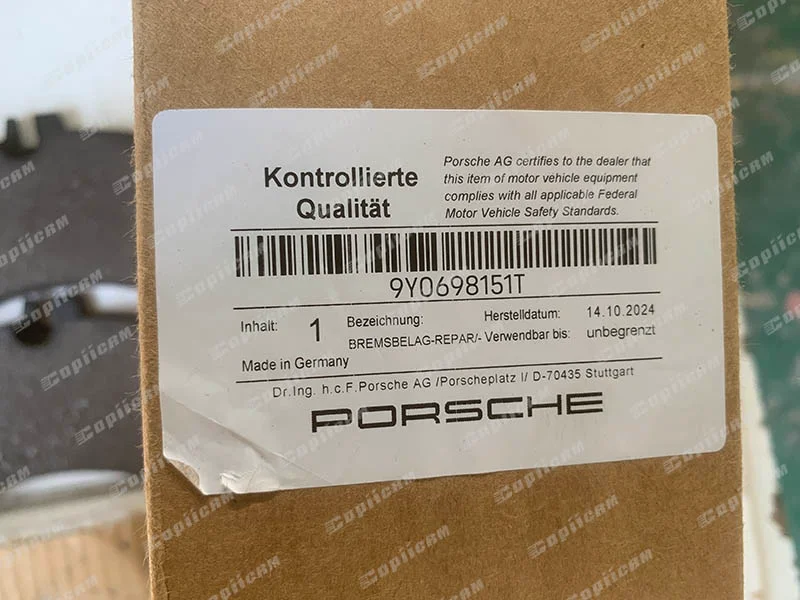 Kontrollierte
Qualität
Porsche AG certifies to the dealer that
this item of motor vehicle equipment
complies with all applicable Federal
Motor Vehicle Safety Standards.
9Y0698151T
Inhalt: 1 Bezeichnung: Herstelldatum: 14.10.2024
BREMSBELAG-REPAR/- Verwendbar bis: unbegrenzt
Made in Germany
Dr.Ing. h.c.F.Porsche AG /Porscheplatz I/ D-70435 Stuttgart
PORSCHE
CopiiCam